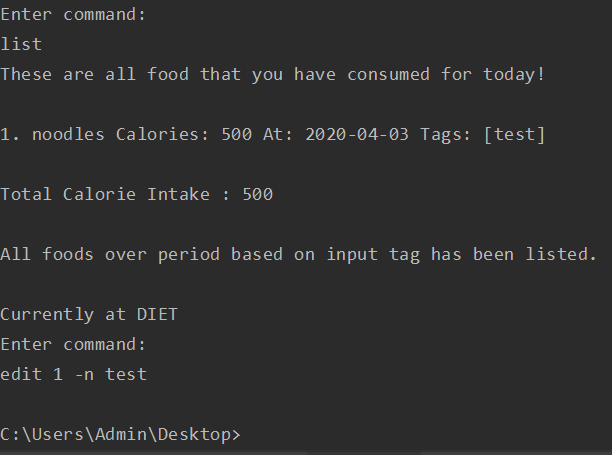 Enter command:
list
These are all food that you have consumed for today!
1. noodles Calories: 500 At: 2020-04-03 Tags: [test]
Total Calorie Intake : 500
All foods over period based on input tag has been listed.
Currently at DIET
Enter command:
edit 1 -n test
C:\Users\Admin\Desktop>